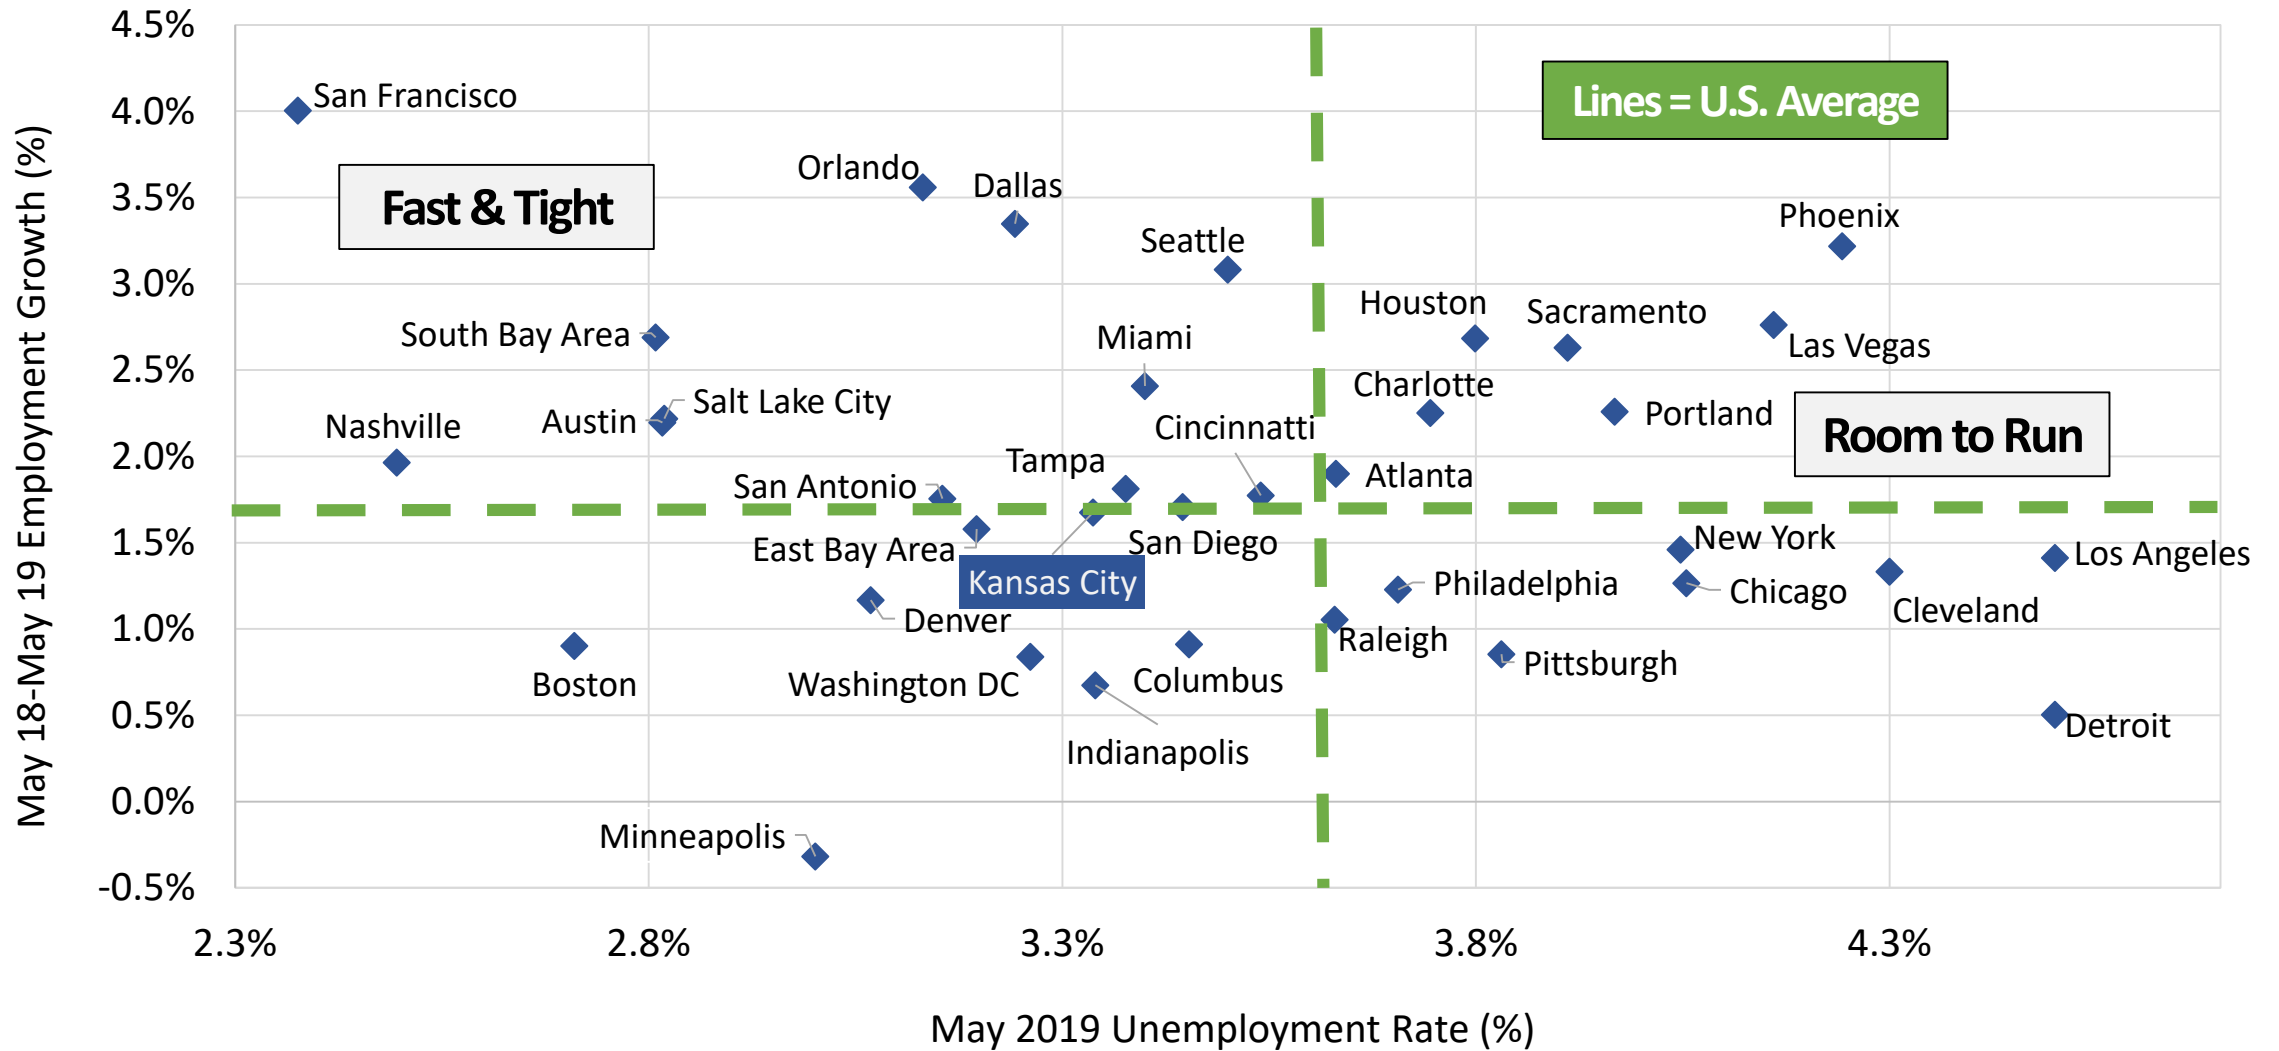 4.5%
4.0%
3.5%
3.0%
2.5%
2.0%
1.5%
1.0%
0.5%
0.0%
-0.5%
May 18-May 19 Employment Growth (%)
San Francisco
Lines = U.S. Average
Orlando
Dallas
Fast & Tight
Phoenix
Seattle
Houston
Sacramento
South Bay Area
Miami
Las Vegas
Charlotte
Salt Lake City
Portland
Austin
Nashville
Cincinnatti
Room to Run
Tampa
Atlanta
San Antonio
New York
San Diego
East Bay Area
Los Angeles
Kansas City
Philadelphia
Chicago
Cleveland
Denver
Raleigh
Pittsburgh
Columbus
Boston
Washington DC
Detroit
Indianapolis
Minneapolis
2.3%
2.8%
3.3%
3.8%
4.3%
May 2019 Unemployment Rate (%)